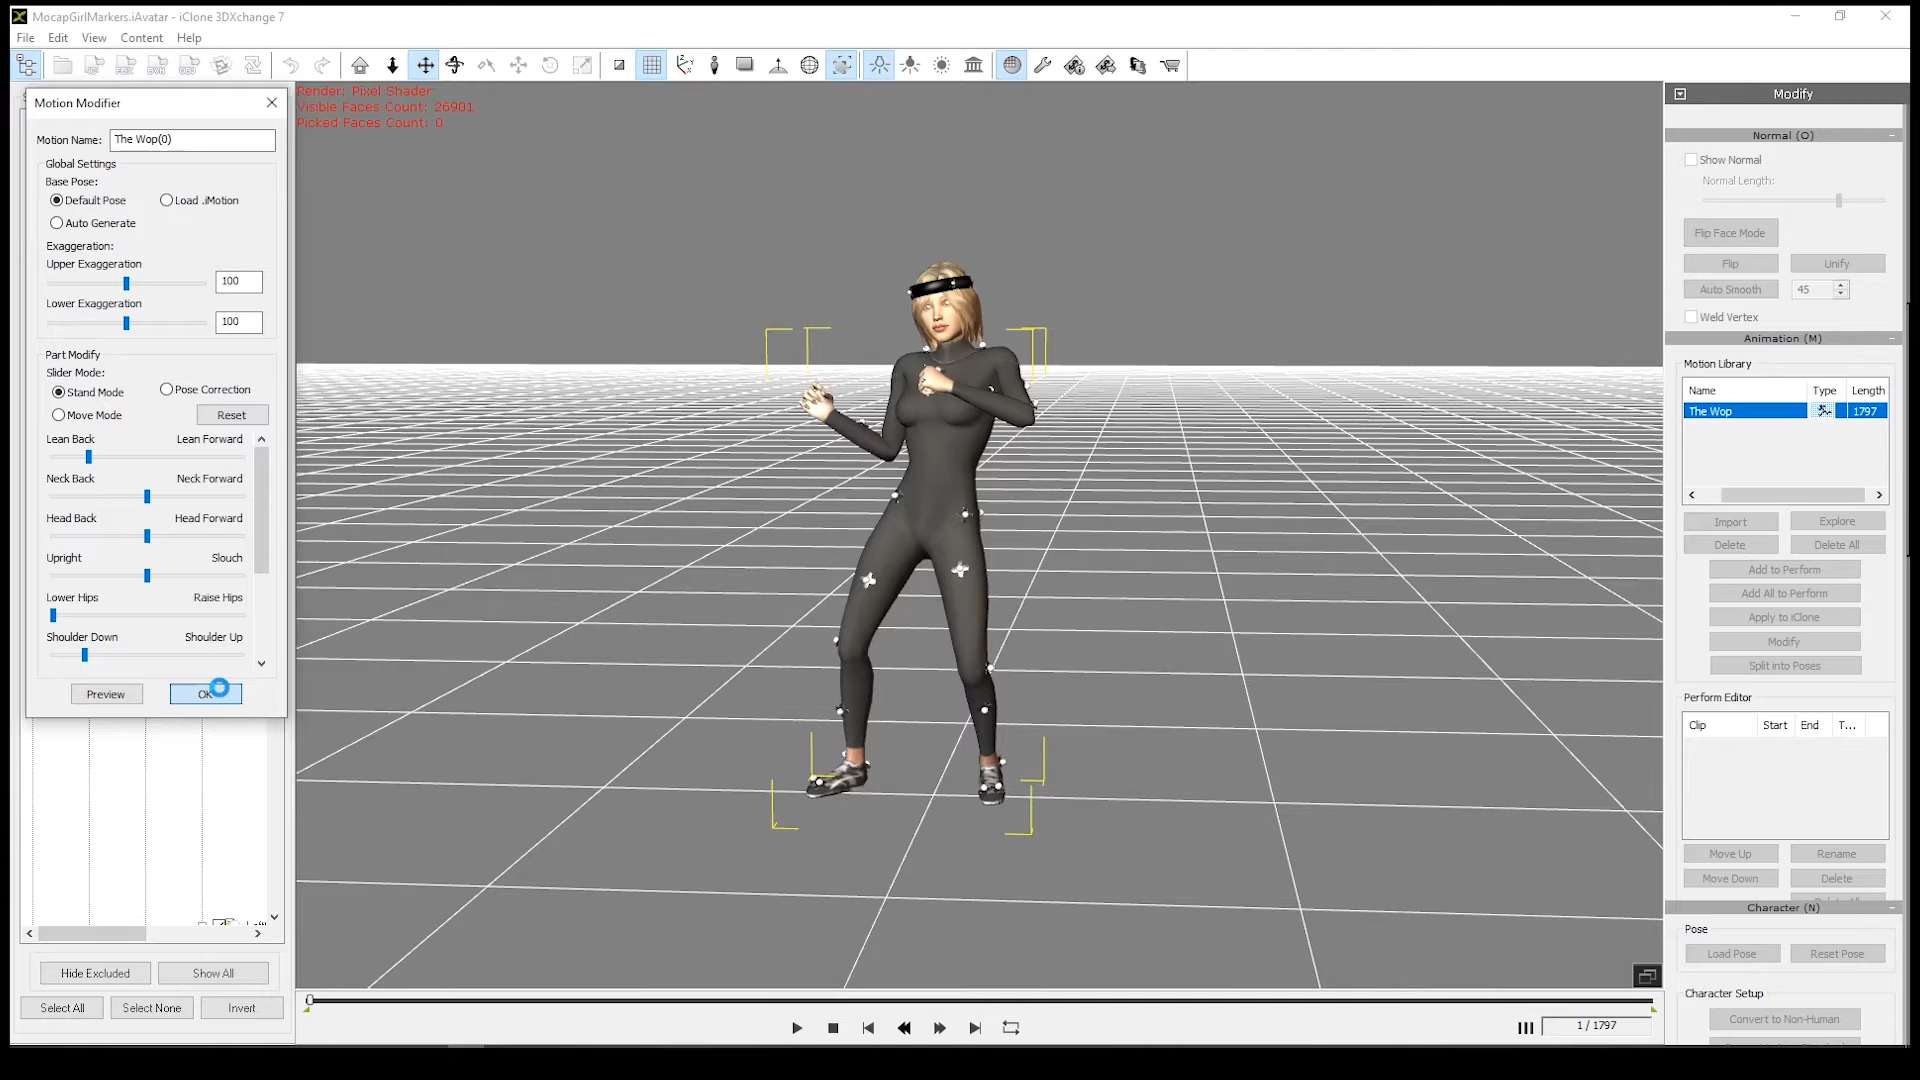 MocapGirlMarkers.iAvatar - iClone 3DXchange 7
File Edit View Content Help
Motion Modifier
Motion Name: The Wop(0)
Global Settings
Base Pose:
Default Pose Load .iMotion
Auto Generate
Exaggeration:
Upper Exaggeration
100
Lower Exaggeration
100
Part Modify
Slider Mode:
Stand Mode Pose Correction
Move Mode Reset
Lean Back Lean Forward
Neck Back Neck Forward
Head Back Head Forward
Upright Slouch
Lower Hips Raise Hips
Shoulder Down Shoulder Up
Preview OK
Hide Excluded Show All
Select All Select None Invert
Render: Pixel Shader
Visible Faces Count: 26901
Picked Faces Count: 0
1 / 1797
Modify
Normal (O)
Show Normal
Normal Length:
Flip Face Mode
Flip Unify
Auto Smooth 45
Weld Vertex
Animation (M)
Motion Library
Name Type Length
The Wop 1797
Import Explore
Delete Delete All
Add to Perform
Add All to Perform
Apply to iClone
Modify
Split into Poses
Perform Editor
Clip Start End T...
Move Up Rename
Move Down Delete
Character (N)
Pose
Load Pose Reset Pose
Character Setup
Convert to Non-Human